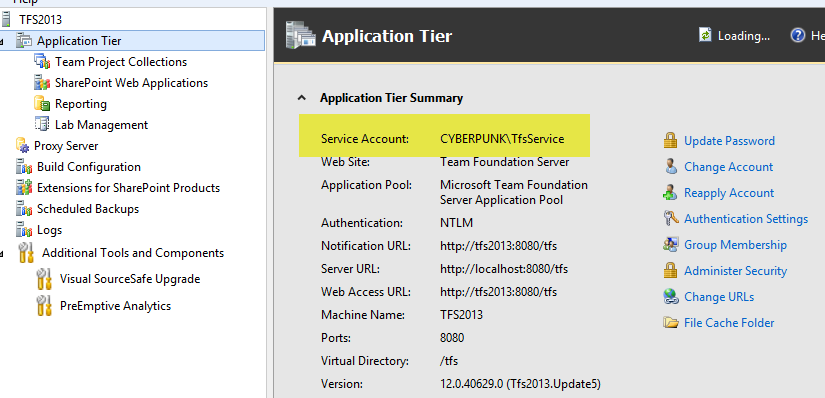 Help
TFS2013
Application Tier
Team Project Collections
SharePoint Web Applications
Reporting
Lab Management
Proxy Server
Build Configuration
Extensions for SharePoint Products
Scheduled Backups
Logs
Additional Tools and Components
Visual SourceSafe Upgrade
PreEmptive Analytics
Application Tier
Loading...
He
Application Tier Summary
Service Account: CYBERPUNK\TfsService
Web Site: Team Foundation Server
Application Pool: Microsoft Team Foundation
Server Application Pool
Authentication: NTLM
Notification URL: http://tfs2013:8080/tfs
Server URL: http://localhost:8080/tfs
Web Access URL: http://tfs2013:8080/tfs
Machine Name: TFS2013
Ports: 8080
Virtual Directory: /tfs
Version: 12.0.40629.0 (Tfs2013.Update5)
Update Password
Change Account
Reapply Account
Authentication Settings
Group Membership
Administer Security
Change URLs
File Cache Folder